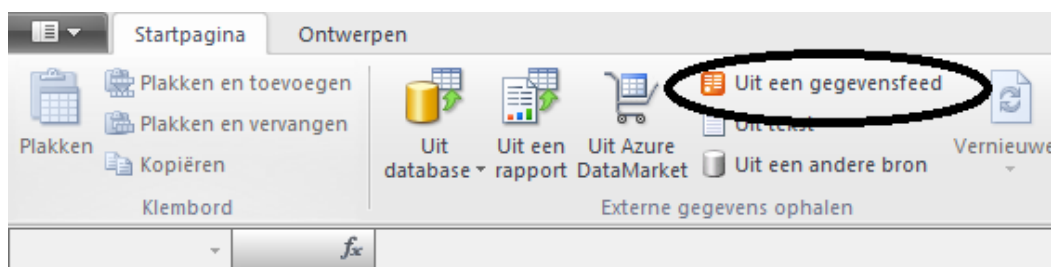 Startpagina Ontwerpen
Plakken
Plakken en toevoegen
Plakken en vervangen
Kopiëren
Klembord
Uit
database
Uit een
rapport
Uit Azure
DataMarket
Uit een gegevensfeed
Uit tekst
Uit een andere bron
Externe gegevens ophalen
Vernieuwe
fx